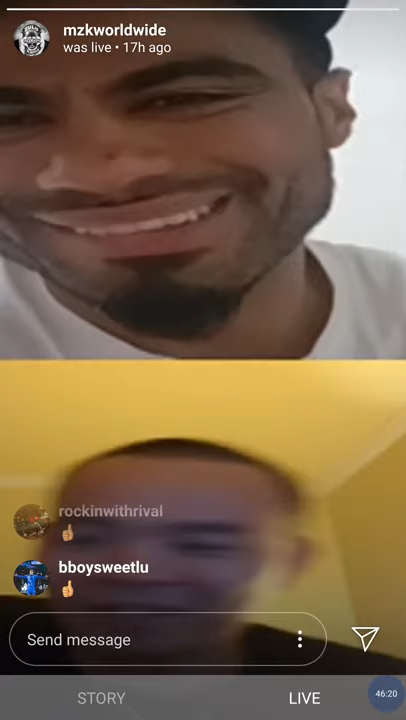 mzkworldwide
was live • 17h ago
rockinwithrival
👍🏼
bboysweetlu
👍🏼
Send message
STORY
LIVE
46:20